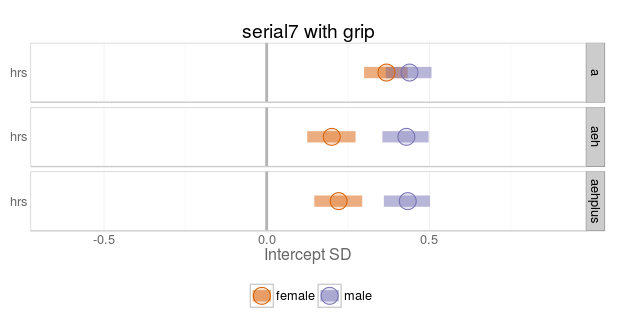 serial7 with grip
hrs
a
hrs
aeh
hrs
aehplus
-0.5 0.0 0.5
Intercept SD
female male